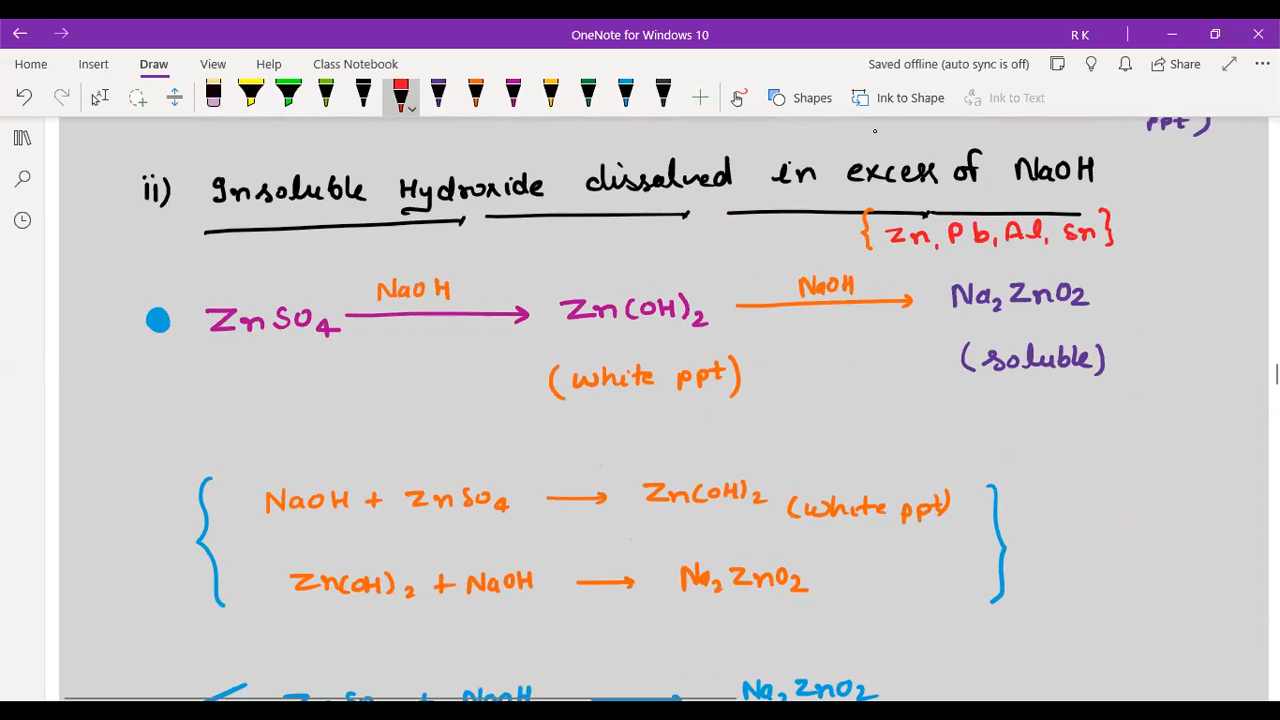 OneNote for Windows 10
R K
Home Insert Draw View Help Class Notebook
Saved offline (auto sync is off)
Share
Shapes
Ink to Shape
Ink to Text
ppt)
ii) Insoluble Hydroxide dissolved in excess of NaOH
{Zn, Pb, Al, Sn}
ZnSO4 NaOH → Zn(OH)2 NaOH → Na2ZnO2
(white ppt) (soluble)
NaOH + ZnSO4 → Zn(OH)2 (white ppt)
Zn(OH)2 + NaOH → Na2ZnO2
ZnSO4 + NaOH → Na2ZnO2